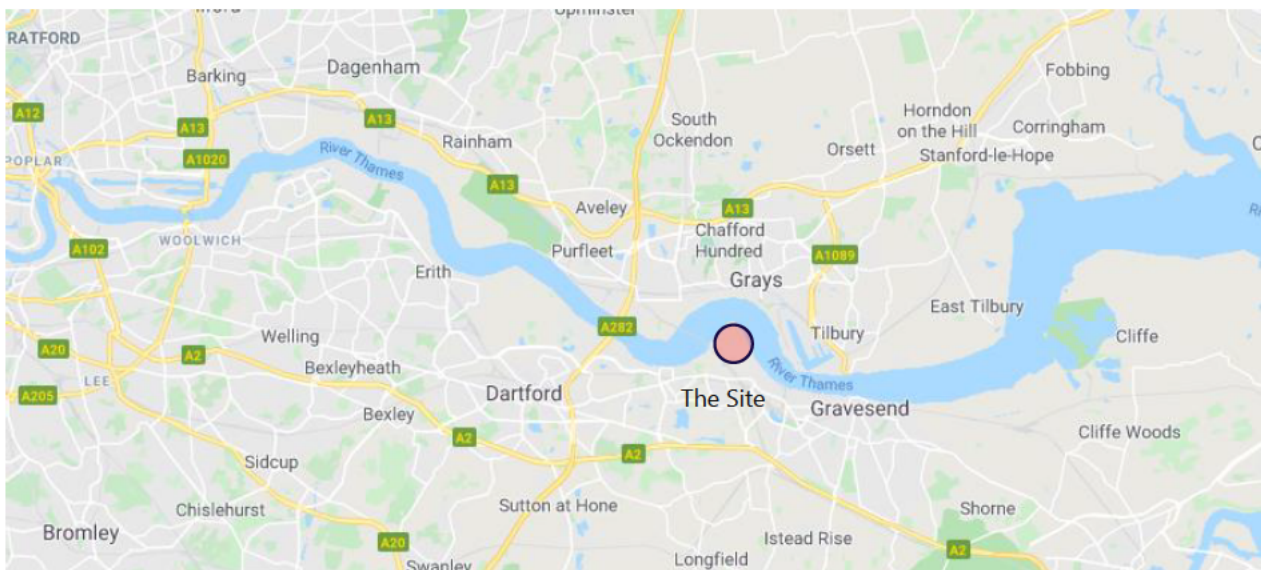 Upminster
RATFORD
Barking
Dagenham
Fobbing
A12
A13
A13
South
Ockendon
Horndon
on the Hill
Corringham
Rainham
POPLAR
A1020
River Thames
Orsett
Stanford-le-Hope
A13
Aveley
A13
Chafford
Hundred
WOOLWICH
A102
Purfleet
A1089
Erith
Grays
East Tilbury
A282
Tilbury
Welling
Cliffe
A20
A2
Bexleyheath
River Thames
LEE
Dartford
The Site
A205
Gravesend
Bexley
A2
Cliffe Woods
A2
Sidcup
Sutton at Hone
Chislehurst
Shorne
Bromley
A20
Istead Rise
A2
Longfield
Swanley